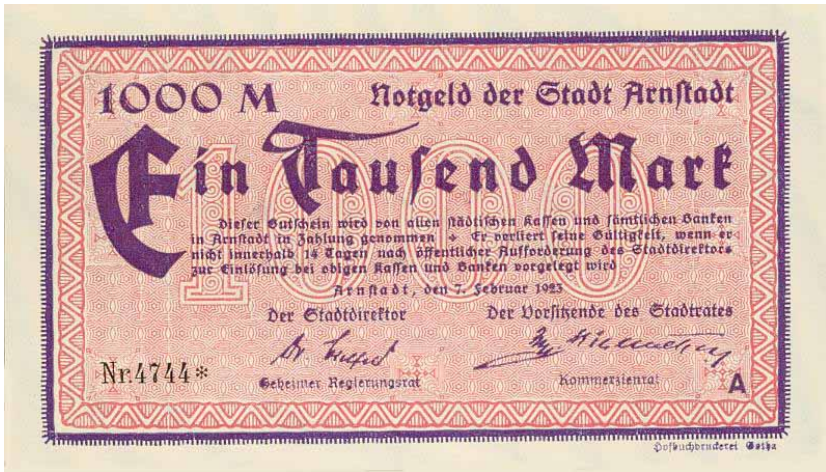 1000 M Notgeld der Stadt Arnstadt
Ein Tausend Mark
1000
Dieser Gutschein wird von allen städtischen Kassen und sämtlichen Banken
in Arnstadt in Zahlung genommen + Er verliert seine Gültigkeit, wenn er
nicht innerhalb 14 Tagen nach öffentlicher Aufforderung des Stadtdirektors
zur Einlösung bei obigen Kassen und Banken vorgelegt wird
Arnstadt, den 7. Februar 1923
Der Stadtdirektor Der Vorsitzende des Stadtrates
Dr.
Nr.4744*
Geheimer Regierungsrat Kommerzienrat
A
Hofbuchdruckerei Gotha